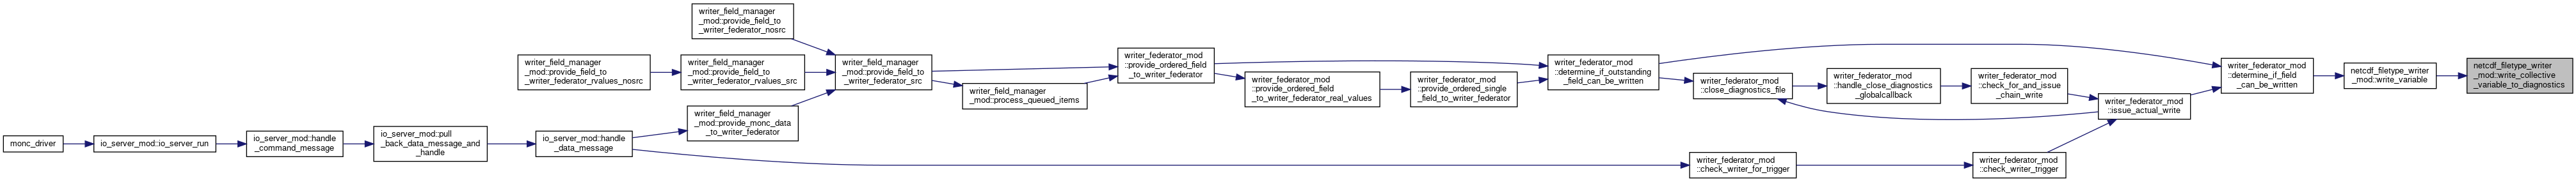 monc_driver
io_server_mod::io_server_run
io_server_mod::handle
_command_message
io_server_mod::pull
_back_data_message_and
_handle
io_server_mod::handle
_data_message
writer_field_manager
_mod::provide_field_to
_writer_federator_rvalues_nosrc
writer_field_manager
_mod::provide_field_to
_writer_federator_nosrc
writer_field_manager
_mod::provide_field_to
_writer_federator_rvalues_src
writer_field_manager
_mod::provide_monc_data
_to_writer_federator
writer_field_manager
_mod::provide_field_to
_writer_federator_src
writer_field_manager
_mod::process_queued_items
writer_federator_mod
::provide_ordered_field
_to_writer_federator
writer_federator_mod
::provide_ordered_field
_to_writer_federator_real_values
writer_federator_mod
::provide_ordered_single
_field_to_writer_federator
writer_federator_mod
::determine_if_outstanding
_field_can_be_written
writer_federator_mod
::close_diagnostics_file
writer_federator_mod
::check_writer_for_trigger
writer_federator_mod
::handle_close_diagnostics
_globalcallback
writer_federator_mod
::check_for_and_issue
_chain_write
writer_federator_mod
::check_writer_trigger
writer_federator_mod
::issue_actual_write
writer_federator_mod
::determine_if_field
_can_be_written
netcdf_filetype_writer
_mod::write_variable
netcdf_filetype_writer
_mod::write_collective
_variable_to_diagnostics